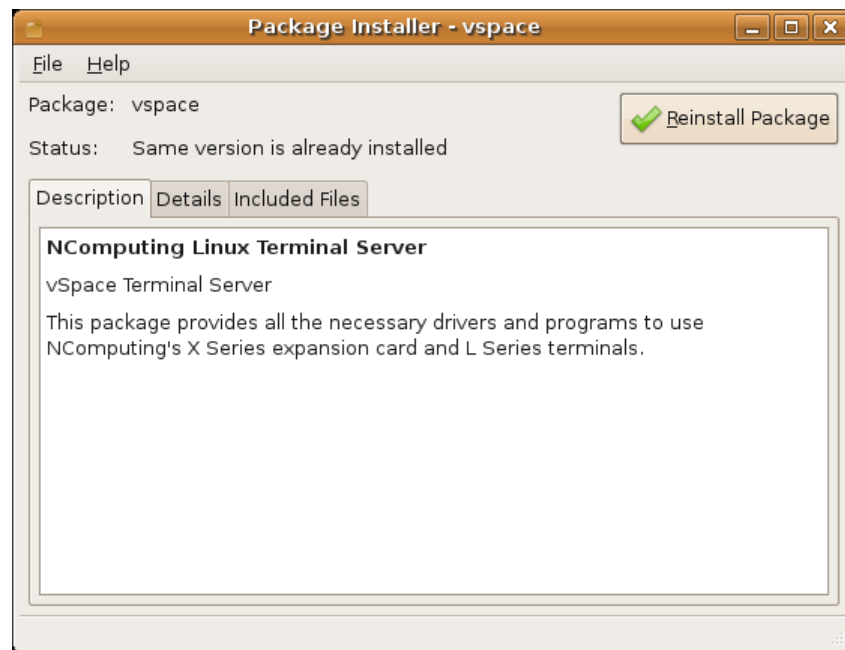 Package Installer - vspace
File Help
Package: vspace
Reinstall Package
Status: Same version is already installed
Description Details Included Files
NComputing Linux Terminal Server
vSpace Terminal Server
This package provides all the necessary drivers and programs to use
NComputing's X Series expansion card and L Series terminals.